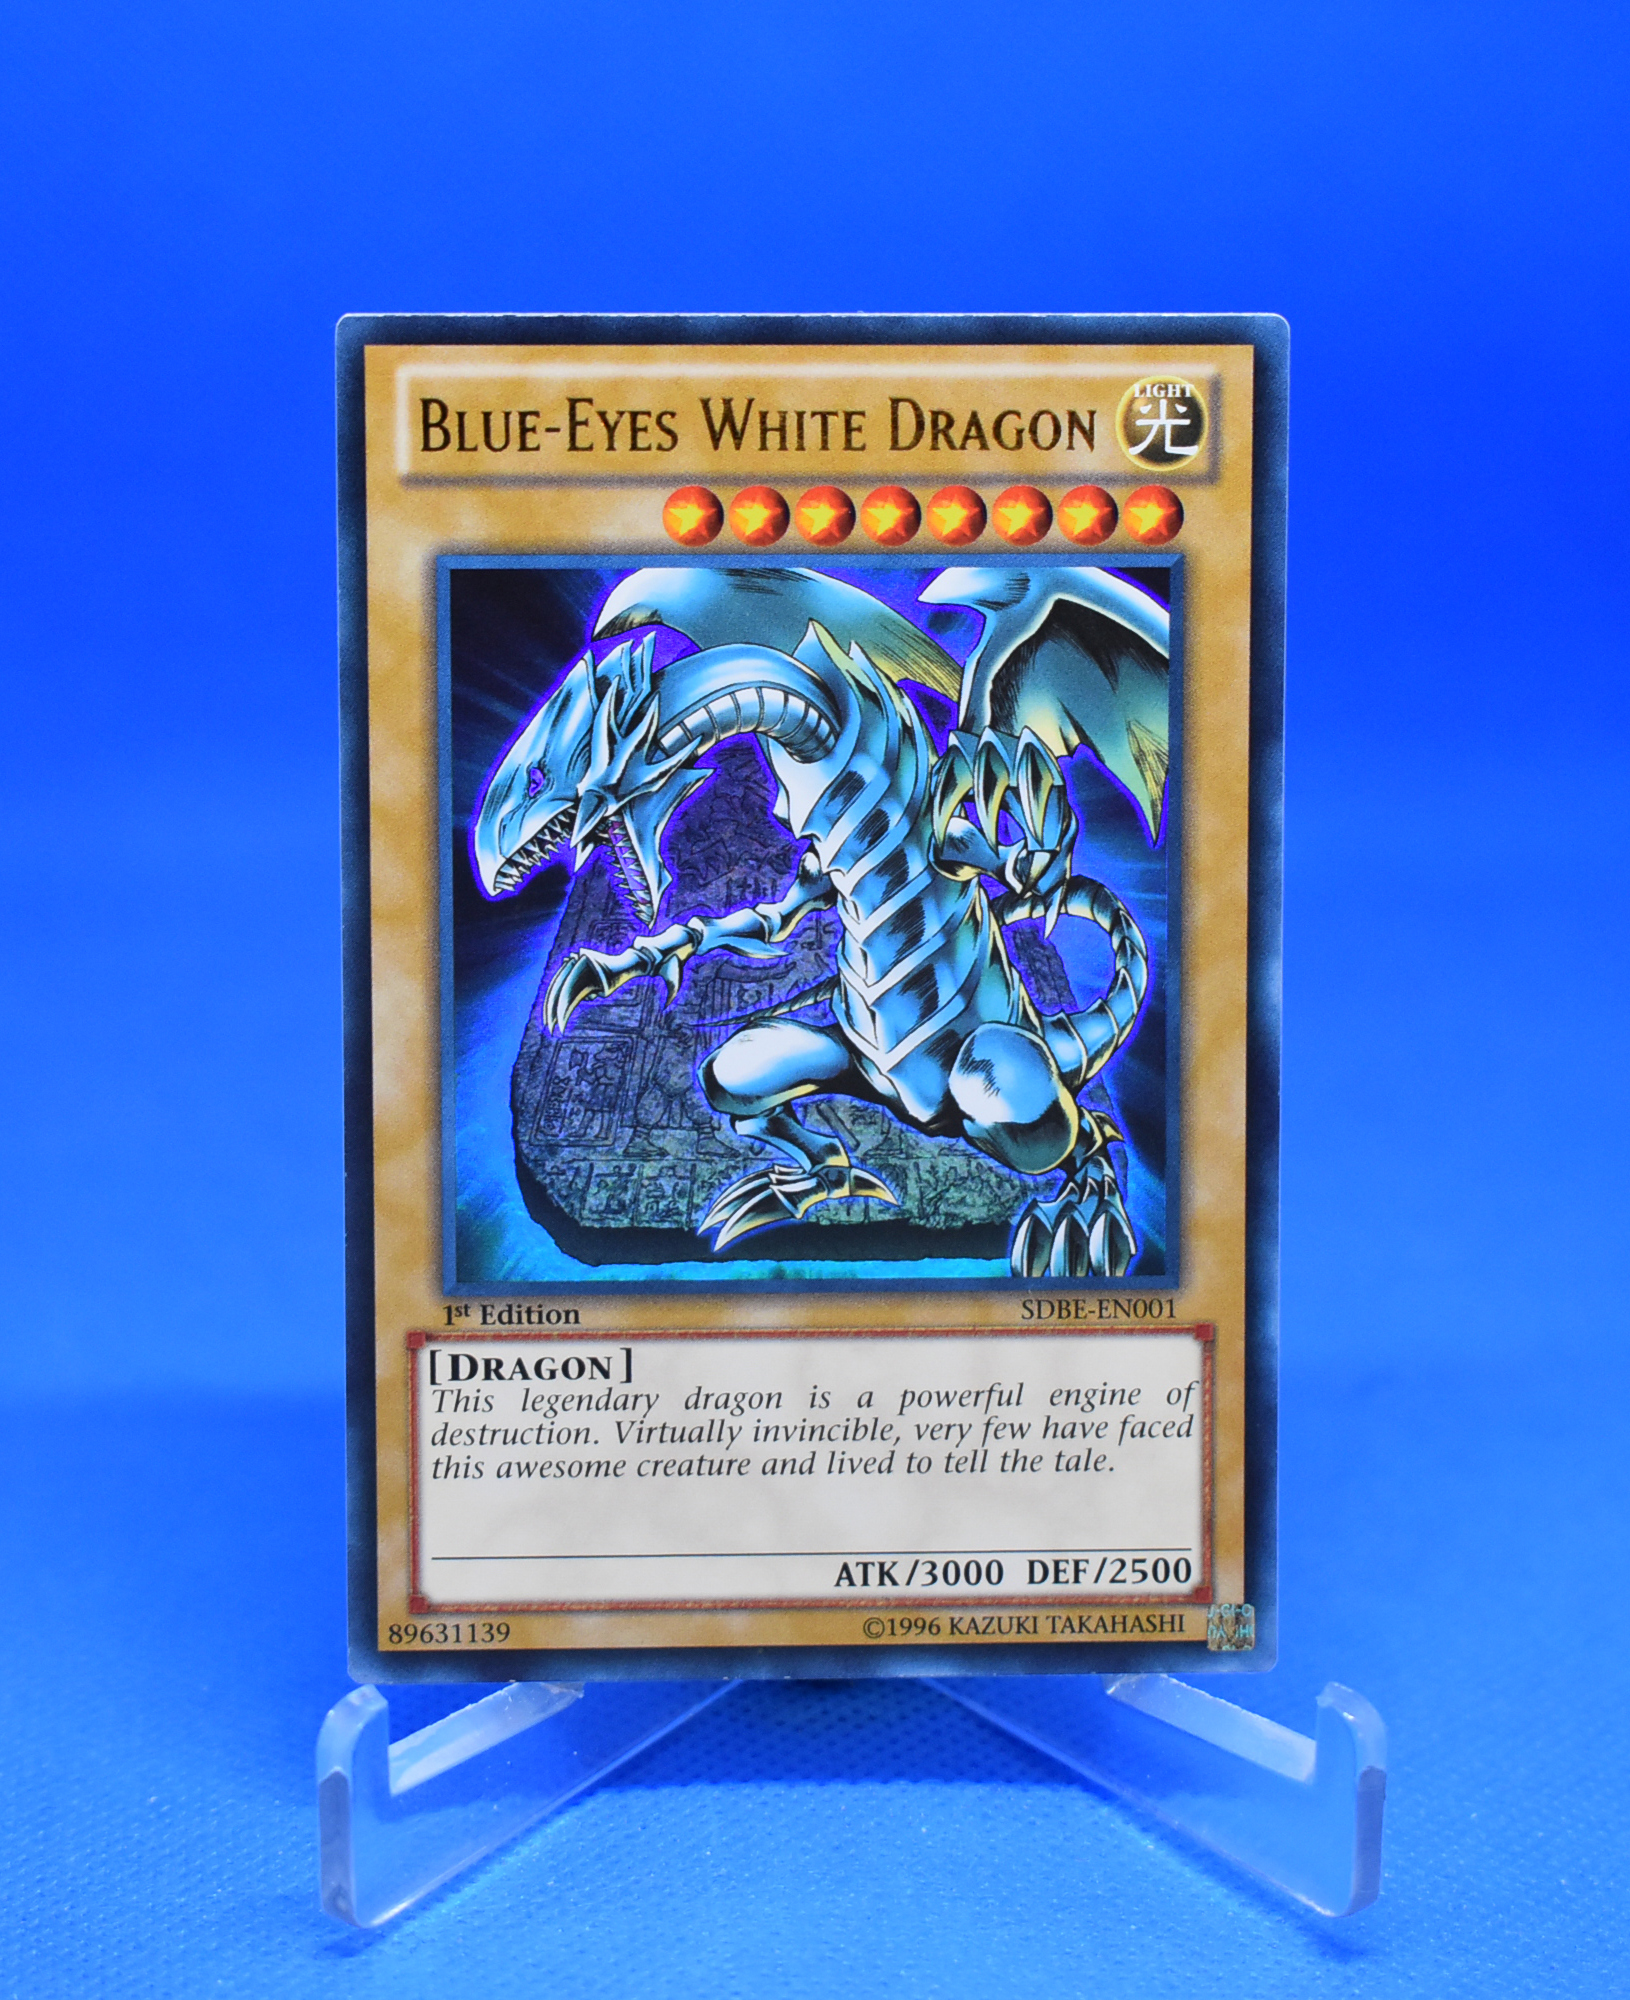 BLUE-EYES WHITE DRAGON
LIGHT
光
1st Edition
SDBE-EN001
[DRAGON]
This legendary dragon is a powerful engine of
destruction. Virtually invincible, very few have faced
this awesome creature and lived to tell the tale.
ATK/3000 DEF/2500
89631139
©1996 KAZUKI TAKAHASHI